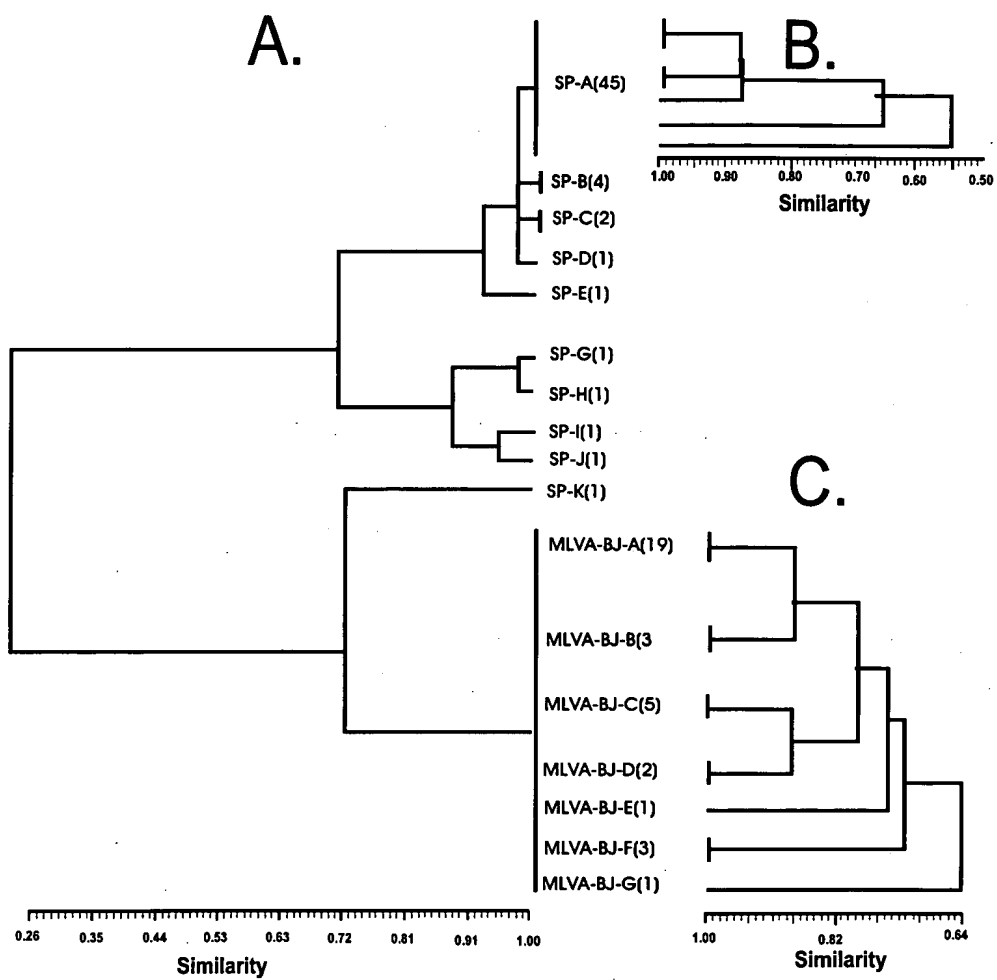 A.
B.
SP-A(45)
SP-B(4)
SP-C(2)
SP-D(1)
SP-E(1)
SP-G(1)
SP-H(1)
SP-I(1)
SP-J(1)
SP-K(1)
1.00 0.90 0.80 0.70 0.60 0.50
Similarity
C.
MLVA-BJ-A(19)
MLVA-BJ-B(3
MLVA-BJ-C(5)
MLVA-BJ-D(2)
MLVA-BJ-E(1)
MLVA-BJ-F(3)
MLVA-BJ-G(1)
0.26 0.35 0.44 0.53 0.63 0.72 0.81 0.91 1.00
Similarity
1.00 0.82 0.64
Similarity